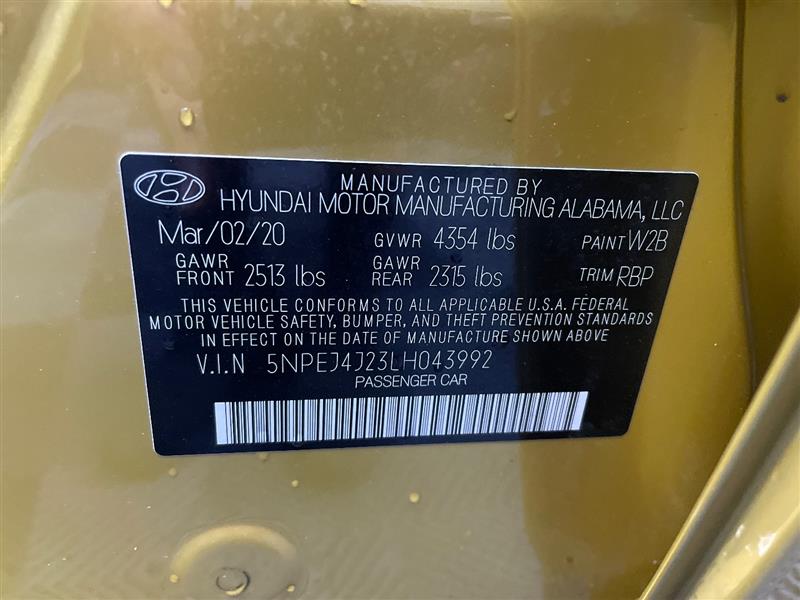 MANUFACTURED BY
HYUNDAI MOTOR MANUFACTURING ALABAMA, LLC
Mar/02/20 GVWR 4354 lbs PAINT W2B
GAWR FRONT 2513 lbs GAWR REAR 2315 lbs TRIM RBP
THIS VEHICLE CONFORMS TO ALL APPLICABLE U.S.A. FEDERAL
MOTOR VEHICLE SAFETY, BUMPER, AND THEFT PREVENTION STANDARDS
IN EFFECT ON THE DATE OF MANUFACTURE SHOWN ABOVE
V.I.N 5NPEJ4J23LH043992
PASSENGER CAR